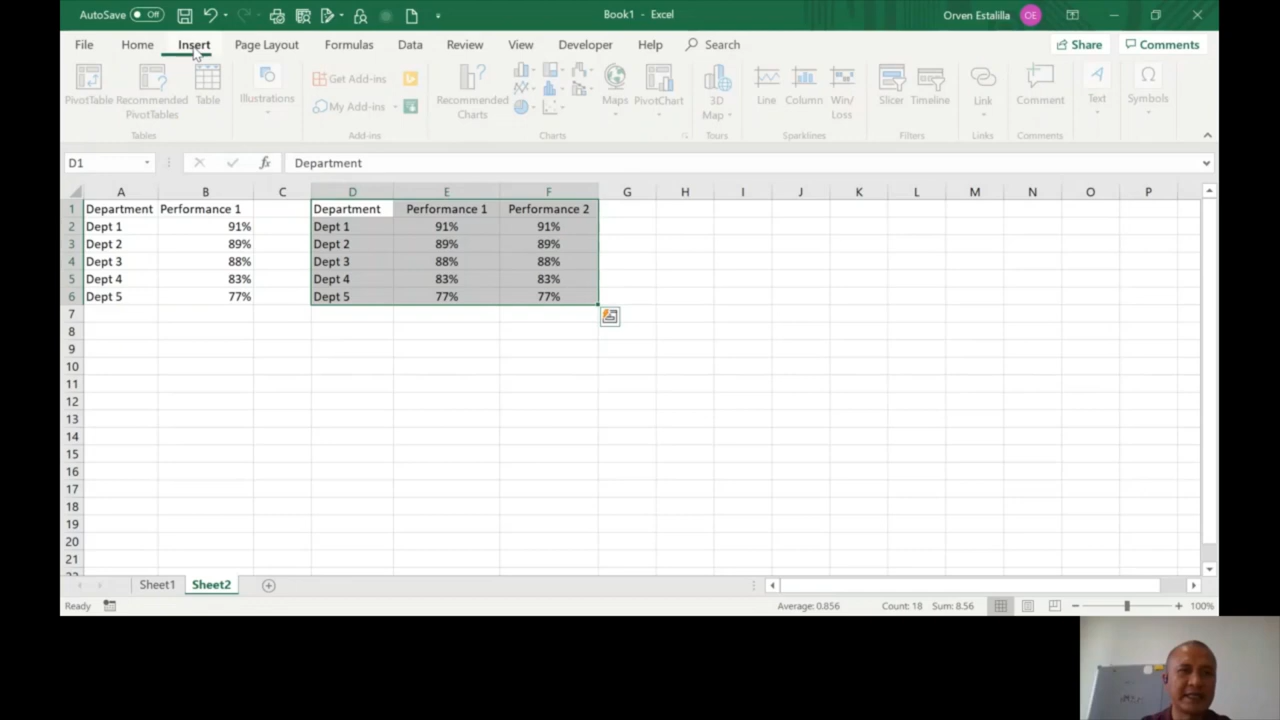 AutoSave Off
Book1 - Excel
Orven Estalilla OE
File Home Insert Page Layout Formulas Data Review View Developer Help Search Share Comments
PivotTable Recommended PivotTables Table Illustrations Get Add-ins My Add-ins Recommended Charts Maps PivotChart 3D Map Line Column Win/Loss Slicer Timeline Link Comment Text Symbols
Tables Add-ins Charts Tours Sparklines Filters Links Comments
D1 fx Department
A B C D E F G H I J K L M N O P
1 Department Performance 1 Department Performance 1 Performance 2
2 Dept 1 91% Dept 1 91% 91%
3 Dept 2 89% Dept 2 89% 89%
4 Dept 3 88% Dept 3 88% 88%
5 Dept 4 83% Dept 4 83% 83%
6 Dept 5 77% Dept 5 77% 77%
7
8
9
10
11
12
13
14
15
16
17
18
19
20
21
Sheet1 Sheet2
Ready Average: 0.856 Count: 18 Sum: 8.56 100%